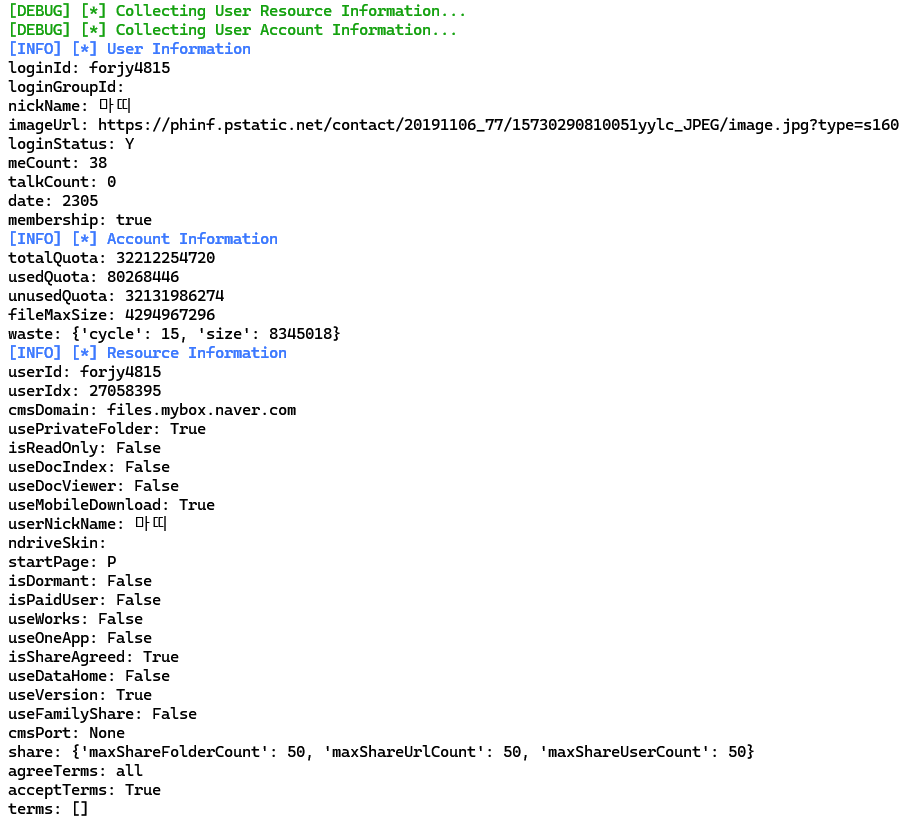 [DEBUG] [*] Collecting User Resource Information...
[DEBUG] [*] Collecting User Account Information...
[INFO] [*] User Information
loginId: forjy4815
loginGroupId:
nickName: 마띠
imageUrl: https://phinf.pstatic.net/contact/20191106_77/15730290810051yylc_JPEG/image.jpg?type=s160
loginStatus: Y
meCount: 38
talkCount: 0
date: 2305
membership: true
[INFO] [*] Account Information
totalQuota: 32212254720
usedQuota: 80268446
unusedQuota: 32131986274
fileMaxSize: 4294967296
waste: {'cycle': 15, 'size': 8345018}
[INFO] [*] Resource Information
userId: forjy4815
userIdx: 27058395
cmsDomain: files.mybox.naver.com
usePrivateFolder: True
isReadOnly: False
useDocIndex: False
useDocViewer: False
useMobileDownload: True
userNickName: 마띠
ndriveSkin:
startPage: P
isDormant: False
isPaidUser: False
useWorks: False
useOneApp: False
isShareAgreed: True
useDataHome: False
useVersion: True
useFamilyShare: False
cmsPort: None
share: {'maxShareFolderCount': 50, 'maxShareUrlCount': 50, 'maxShareUserCount': 50}
agreeTerms: all
acceptTerms: True
terms: []